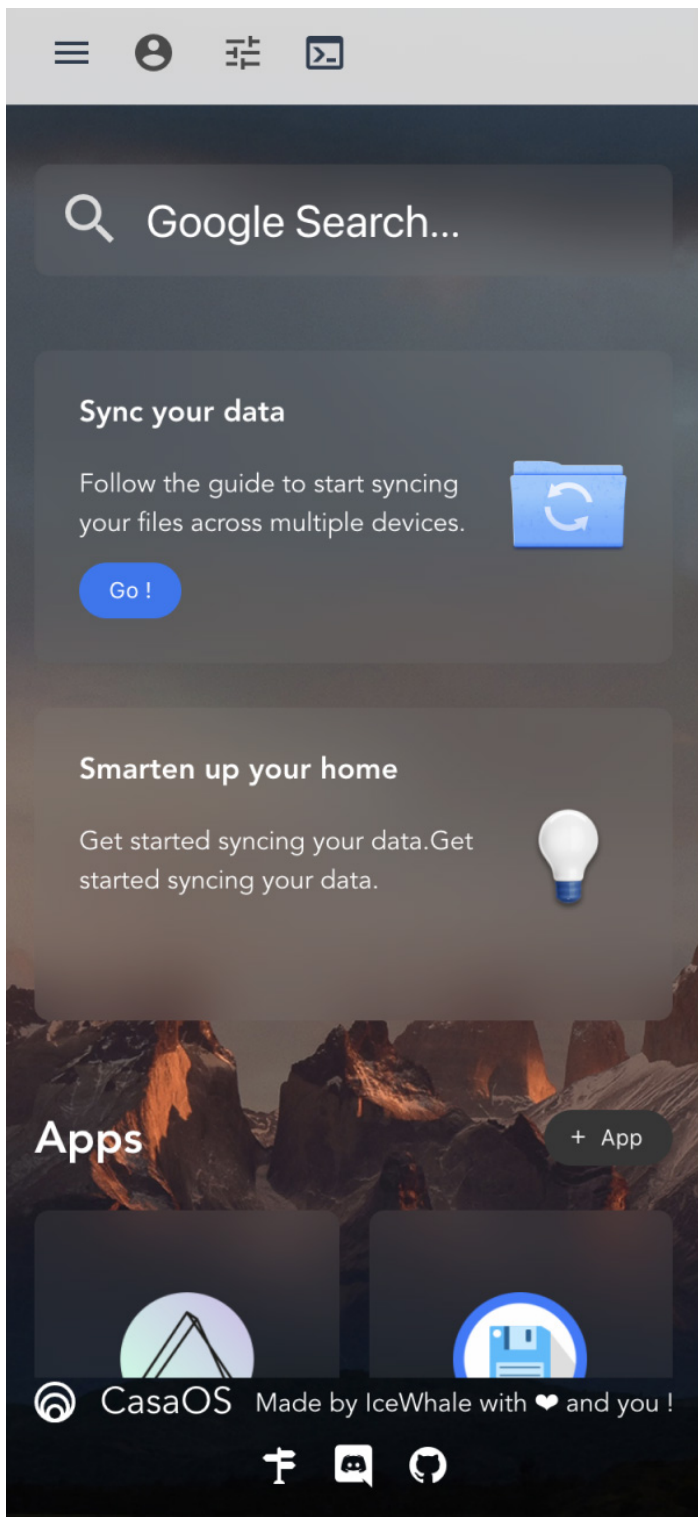 Google Search...
Sync your data
Follow the guide to start syncing
your files across multiple devices.
Go !
Smarten up your home
Get started syncing your data.Get
started syncing your data.
Apps
+ App
CasaOS Made by IceWhale with ❤ and you !